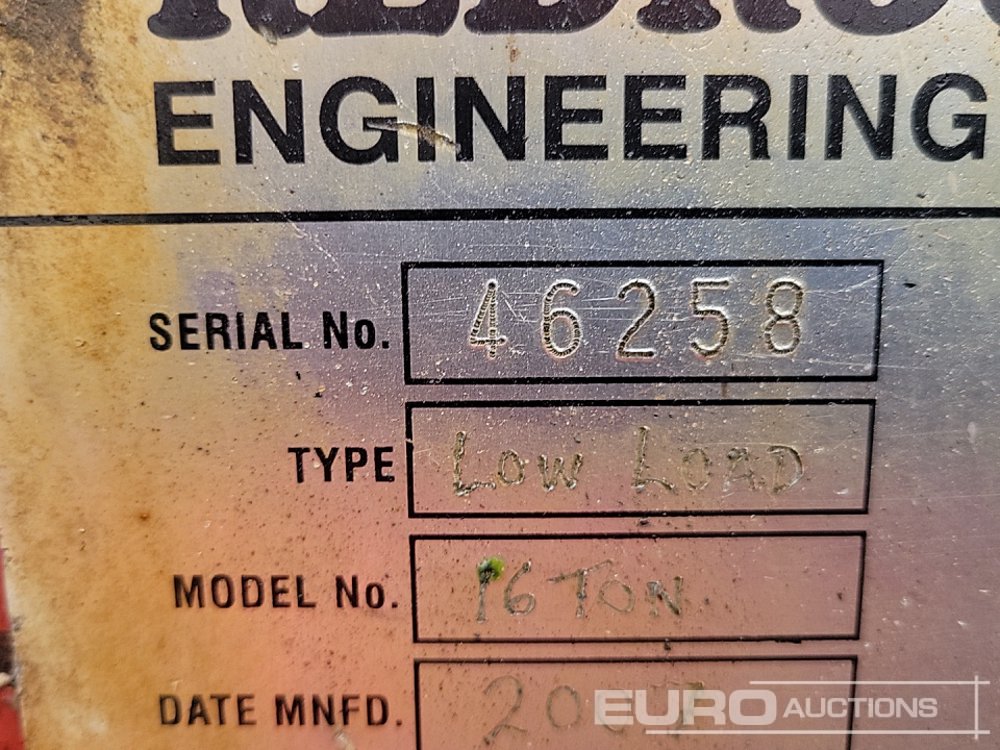 ENGINEERING
SERIAL No. 46258
TYPE LOW LOAD
MODEL No. 16 TON
DATE MNFD.
EURO AUCTIONS